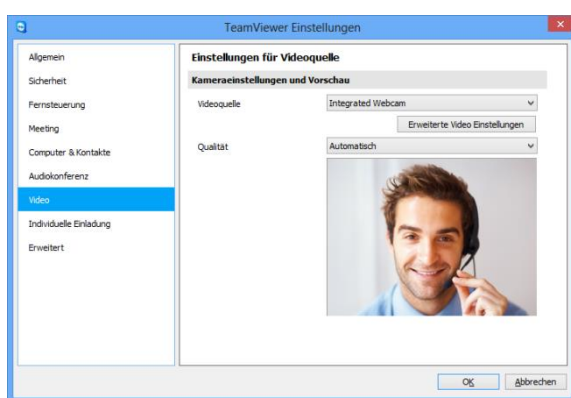 TeamViewer Einstellungen
Allgemein
Sicherheit
Fernsteuerung
Meeting
Computer & Kontakte
Audiokonferenz
Video
Individuelle Einladung
Erweitert
Einstellungen für Videoquelle
Kameraeinstellungen und Vorschau
Videoquelle
Integrated Webcam
Erweiterte Video Einstellungen
Qualität
Automatisch
OK
Abbrechen